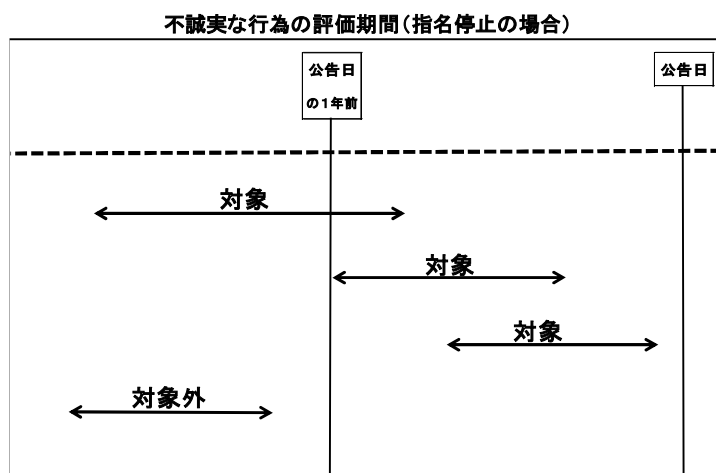 不誠実な行為の評価期間（指名停止の場合）
公告日
の１年前
公告日
対象
対象
対象
対象外